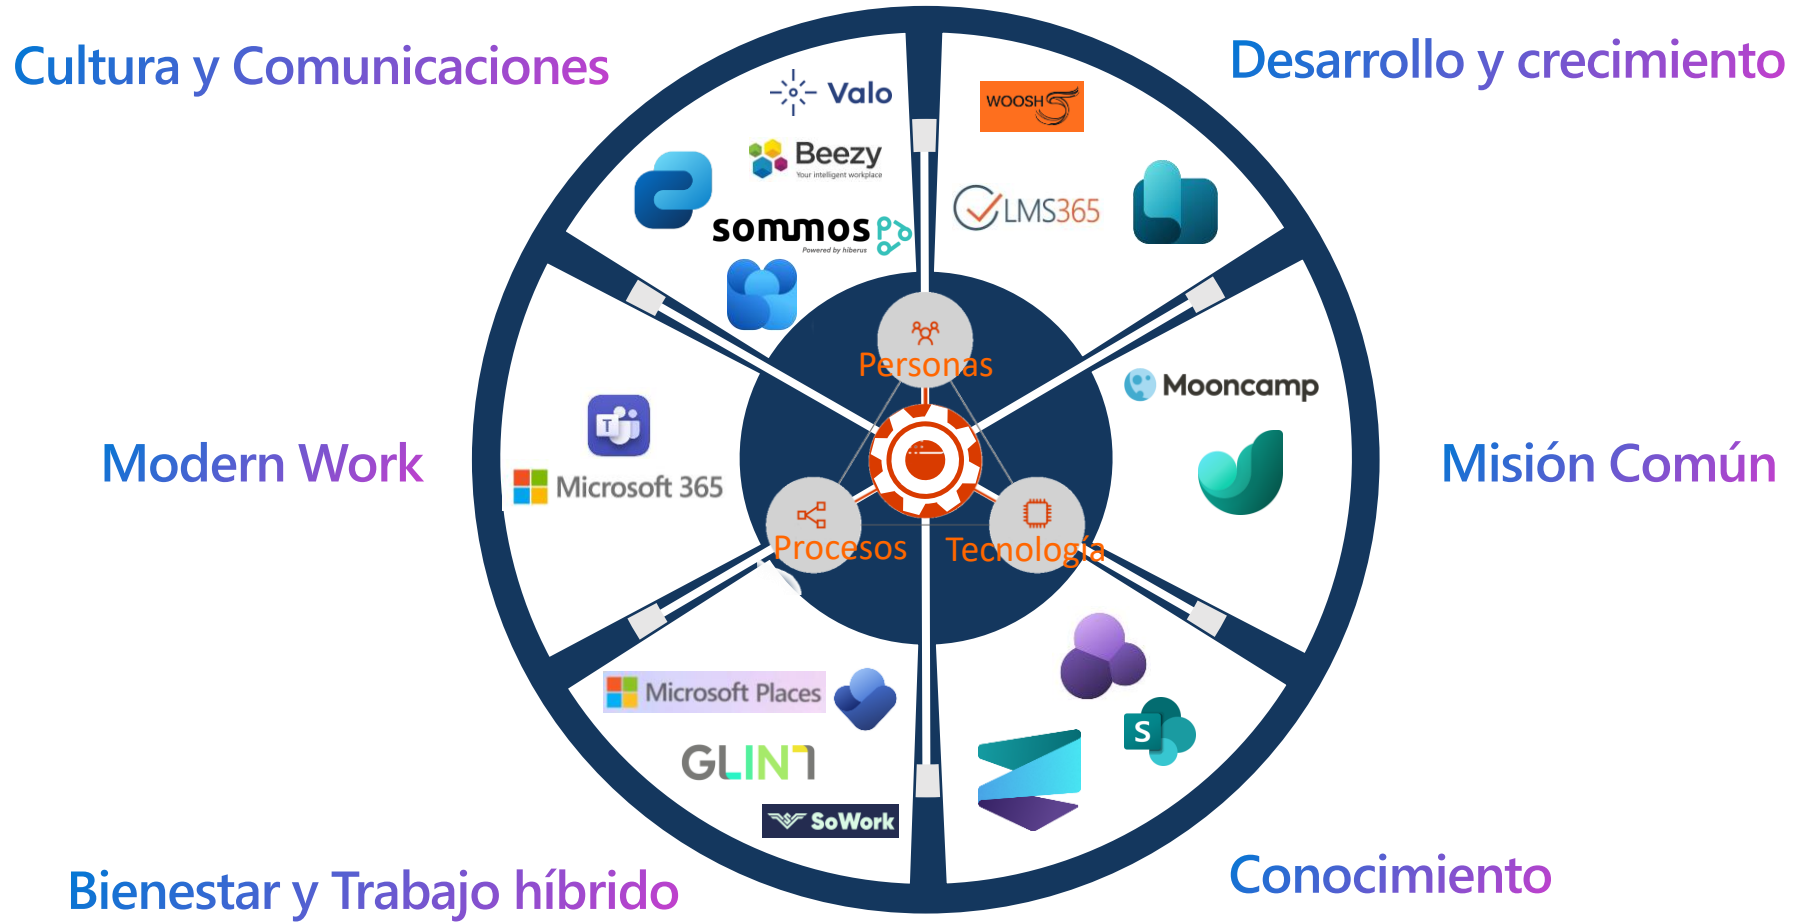 Cultura y Comunicaciones
Desarrollo y crecimiento
Valo
WOOSH
Beezy
Your intelligent workplace
LMS365
sommos
Powered by hiberus
Personas
Mooncamp
Modern Work
T
Microsoft 365
Misión Común
Procesos
Tecnología
Microsoft Places
S
GLINT
SoWork
Bienestar y Trabajo híbrido
Conocimiento